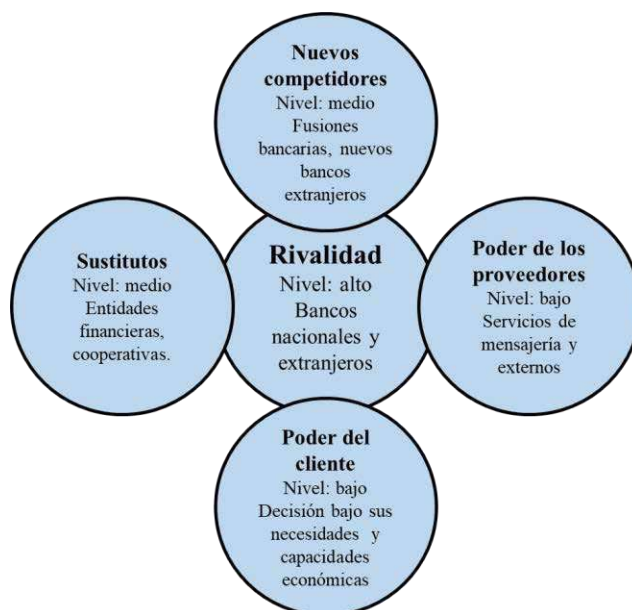 Nuevos
competidores
Nivel: medio
Fusiones
bancarias, nuevos
bancos
extranjeros
Sustitutos
Nivel: medio
Entidades
financieras,
cooperativas.
Rivalidad
Nivel: alto
Bancos
nacionales y
extranjeros
Poder de los
proveedores
Nivel: bajo
Servicios de
mensajería y
externos
Poder del
cliente
Nivel: bajo
Decisión bajo sus
necesidades y
capacidades
económicas